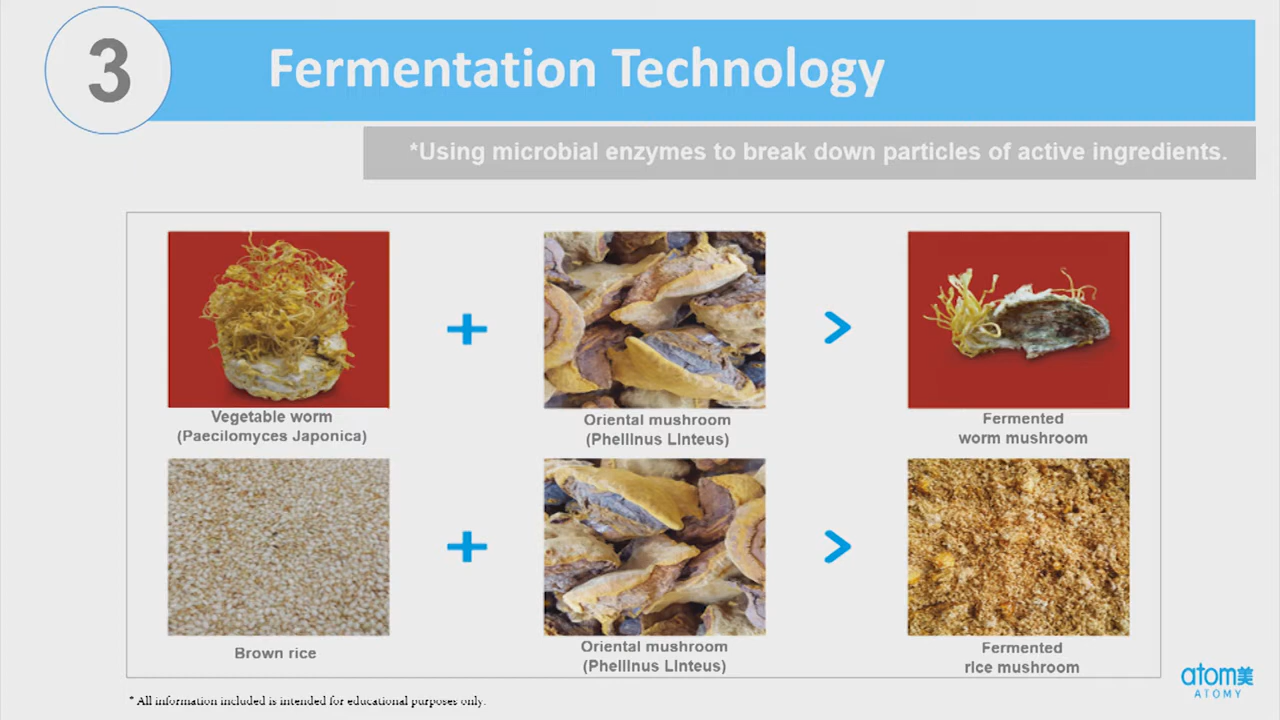 3
Fermentation Technology
*Using microbial enzymes to break down particles of active ingredients.
+
>
Vegetable worm
(Paecilomyces Japonica)
Oriental mushroom
(Phellinus Linteus)
Fermented
worm mushroom
+
>
Brown rice
Oriental mushroom
(Phellinus Linteus)
Fermented
rice mushroom
* All information included is intended for educational purposes only.
atom美
ATOMY